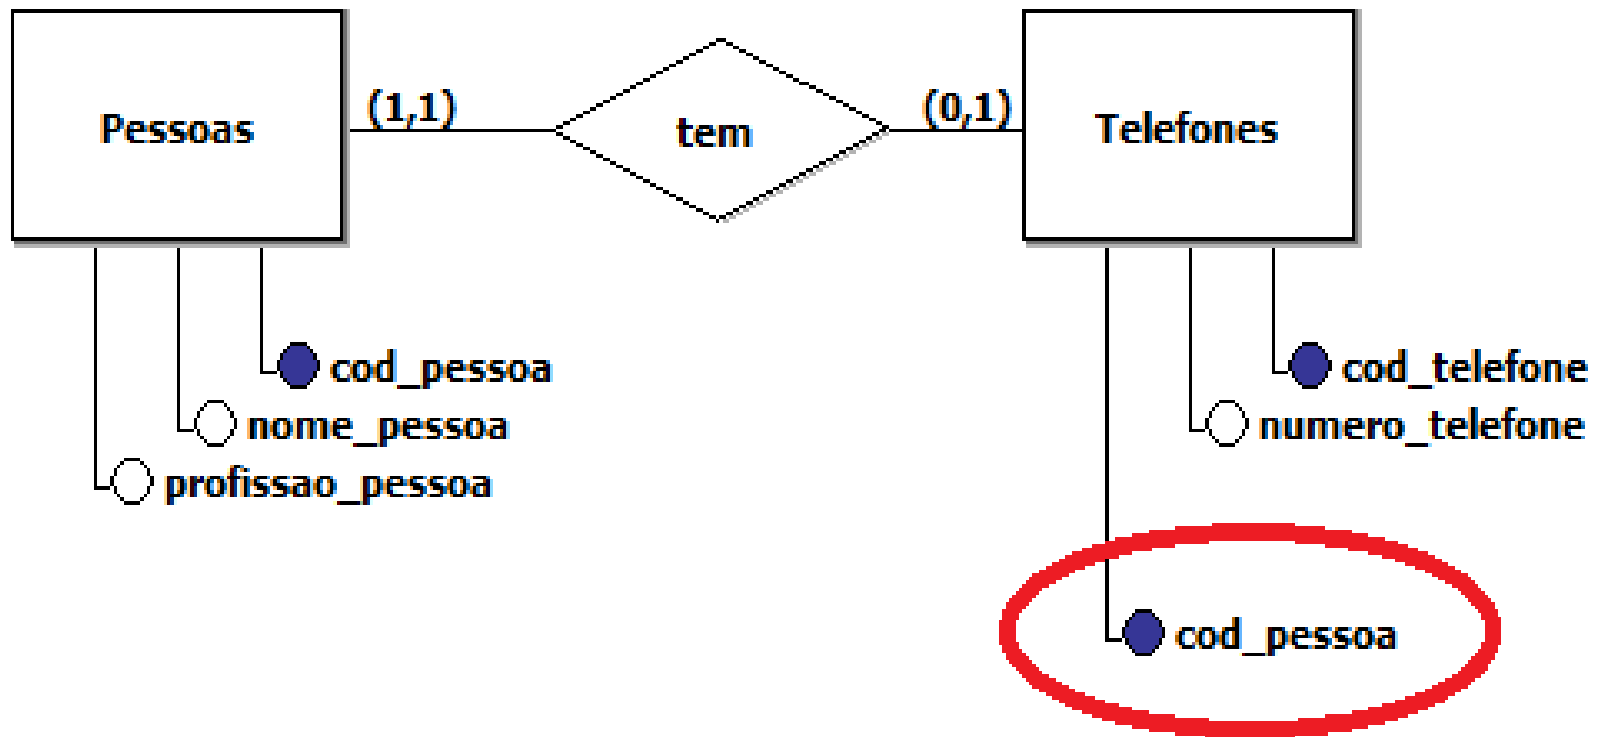 Pessoas
(1,1)
tem
(0,1)
Telefones
cod_pessoa
nome_pessoa
profissao_pessoa
cod_telefone
numero_telefone
cod_pessoa